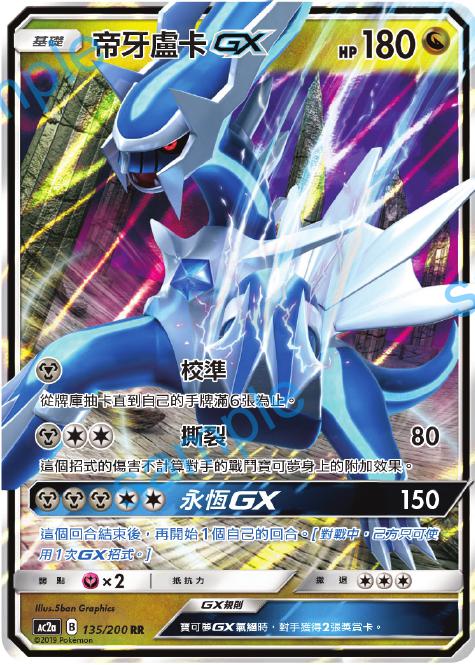 基礎 帝牙盧卡GX HP 180
校準
從牌庫抽卡直到自己的手牌滿6張為止。
撕裂 80
這個招式的傷害不計算對手的戰鬥寶可夢身上的附加效果。
永恆GX 150
這個回合結束後，再開始1個自己的回合。[對戰中，己方只可使
用1次GX招式。]
弱點 ×2 抵抗力 撤退
Illus.5ban Graphics
GX規則
AC2a B 135/200 RR
寶可夢GX氣絕時，對手獲得2張獎賞卡。
©2019 Pokémon
sample